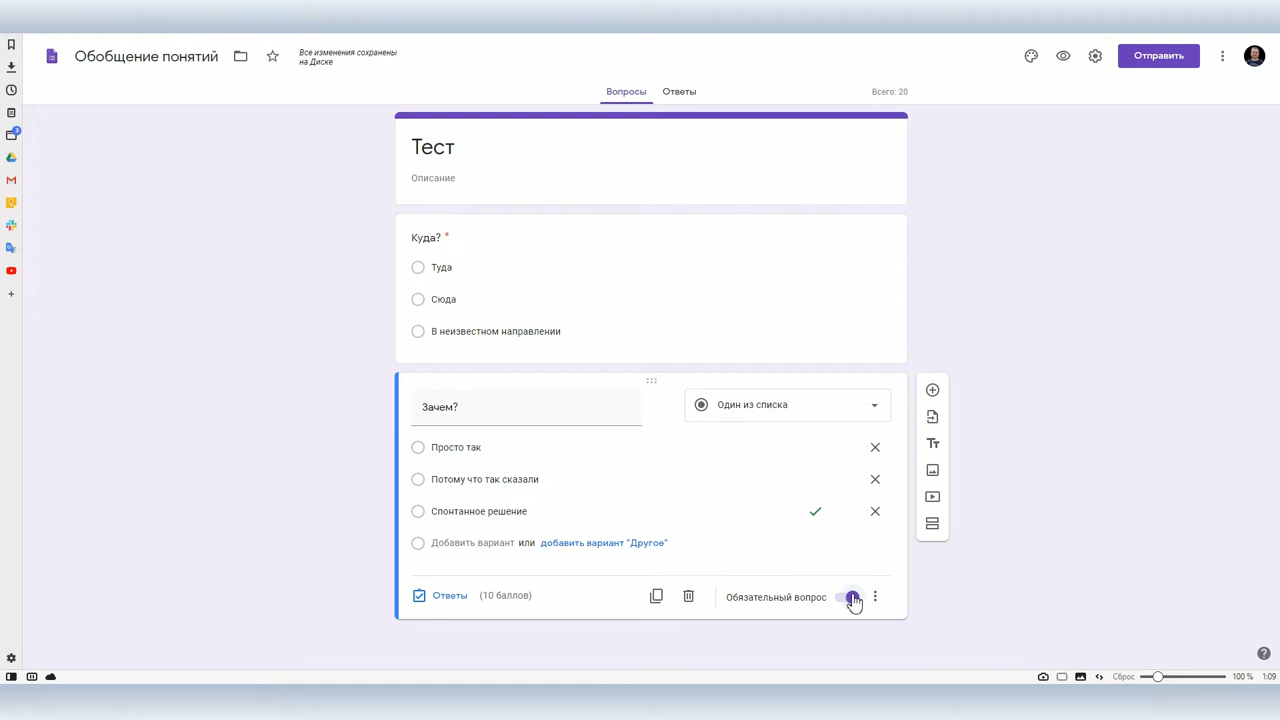 Обобщение понятий
Все изменения сохранены
на Диске
Отправить
Вопросы
Ответы
Всего: 20
Тест
Описание
Куда? *
Туда
Сюда
В неизвестном направлении
Зачем?
Один из списка
Просто так
Потому что так сказали
Спонтанное решение
Добавить вариант или добавить вариант "Другое"
Ответы (10 баллов)
Обязательный вопрос
3
Tт
Сброс
100 %
1:09